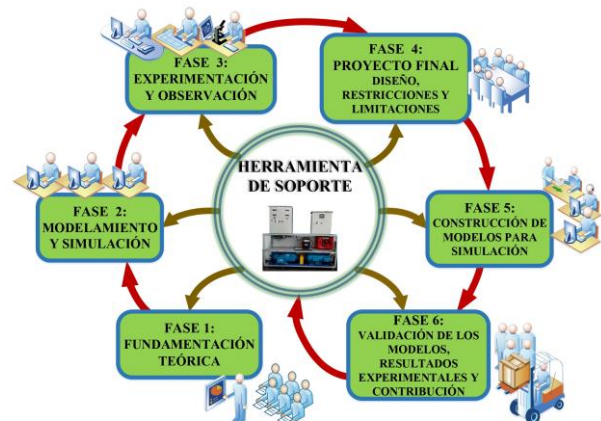 FASE 3:
EXPERIMENTACIÓN
Y OBSERVACIÓN
FASE 4:
PROYECTO FINAL
DISEÑO,
RESTRICCIONES Y
LIMITACIONES
HERRAMIENTA
DE SOPORTE
FASE 2:
MODELAMIENTO
Y SIMULACIÓN
FASE 5:
CONSTRUCCIÓN DE
MODELOS PARA
SIMULACIÓN
FASE 1:
FUNDAMENTACIÓN
TEÓRICA
FASE 6:
VALIDACIÓN DE LOS
MODELOS,
RESULTADOS
EXPERIMENTALES Y
CONTRIBUCIÓN